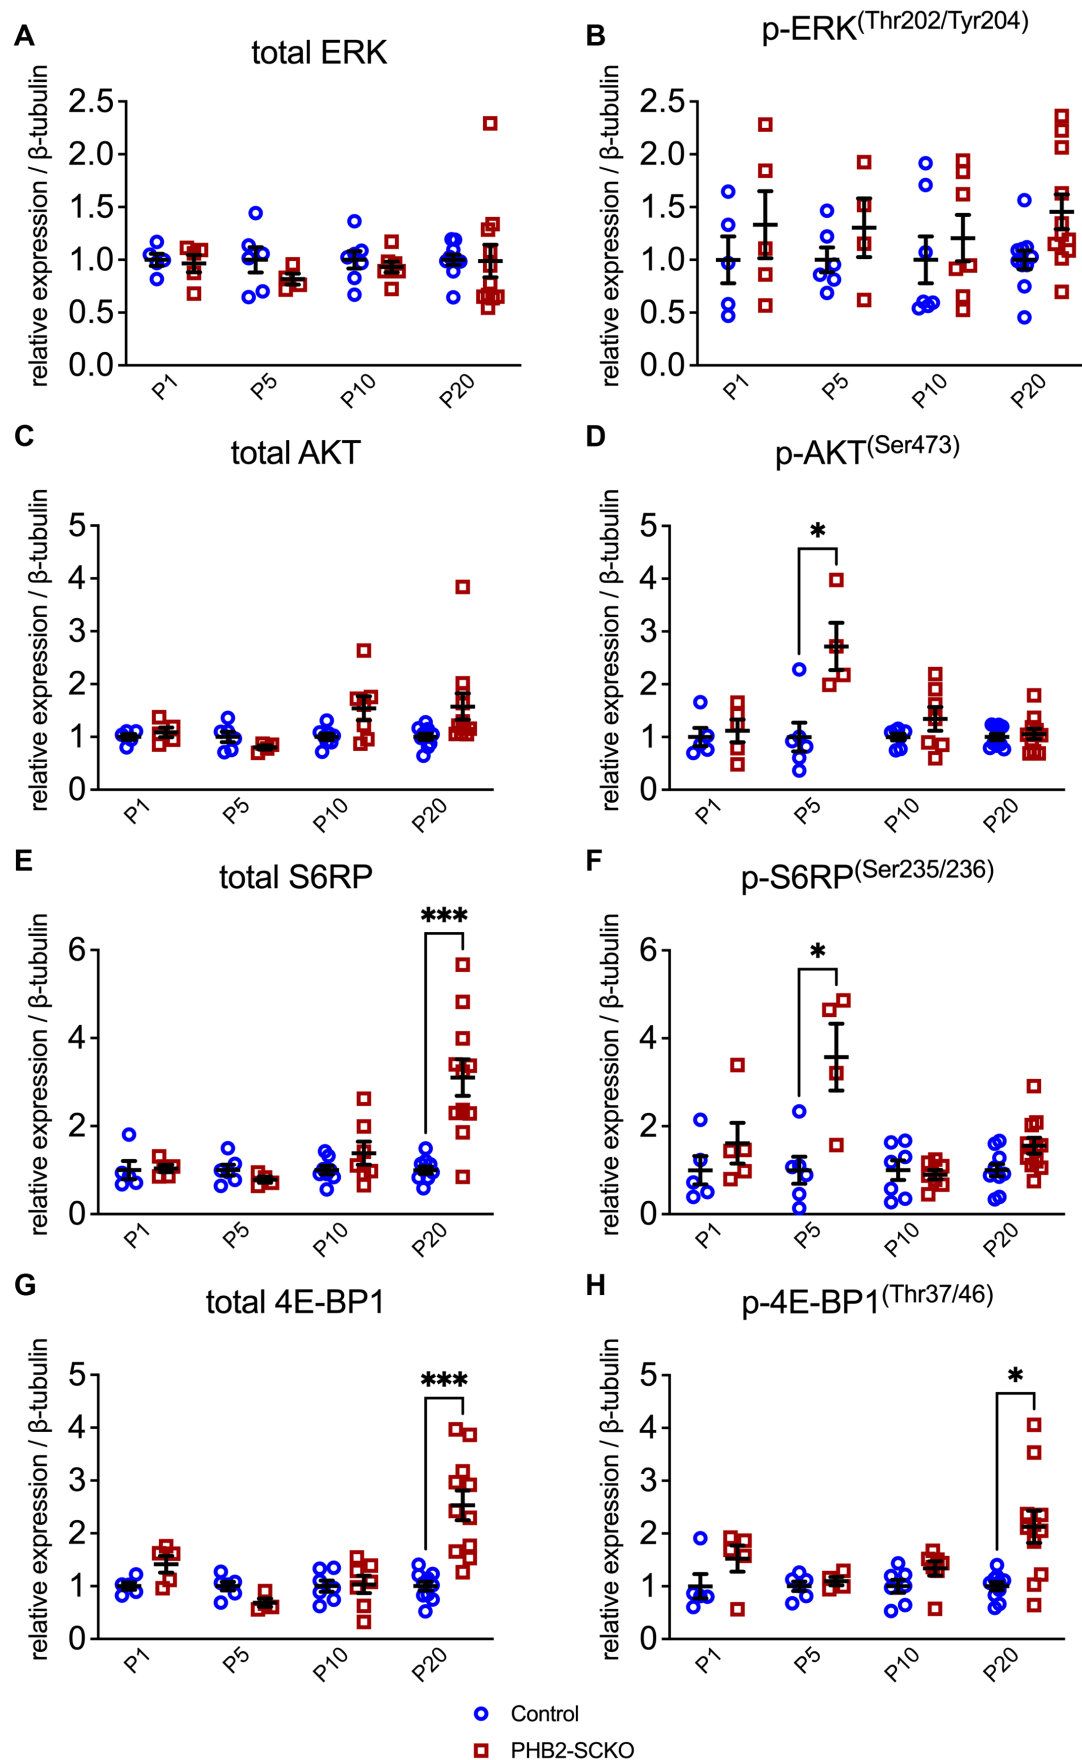 A
total ERK
relative expression / β-tubulin
2.5
2.0
1.5
1.0
0.5
0.0
P1 P5 P10 P20
B
p-ERK(Thr202/Tyr204)
relative expression / β-tubulin
2.5
2.0
1.5
1.0
0.5
0.0
P1 P5 P10 P20
C
total AKT
relative expression / β-tubulin
5
4
3
2
1
0
P1 P5 P10 P20
D
p-AKT(Ser473)
relative expression / β-tubulin
5
4
3
2
1
0
*
P1 P5 P10 P20
E
total S6RP
relative expression / β-tubulin
6
4
2
0
***
P1 P5 P10 P20
F
p-S6RP(Ser235/236)
relative expression / β-tubulin
6
4
2
0
*
P1 P5 P10 P20
G
total 4E-BP1
relative expression / β-tubulin
5
4
3
2
1
0
***
P1 P5 P10 P20
H
p-4E-BP1(Thr37/46)
relative expression / β-tubulin
5
4
3
2
1
0
*
P1 P5 P10 P20
Control
PHB2-SCKO